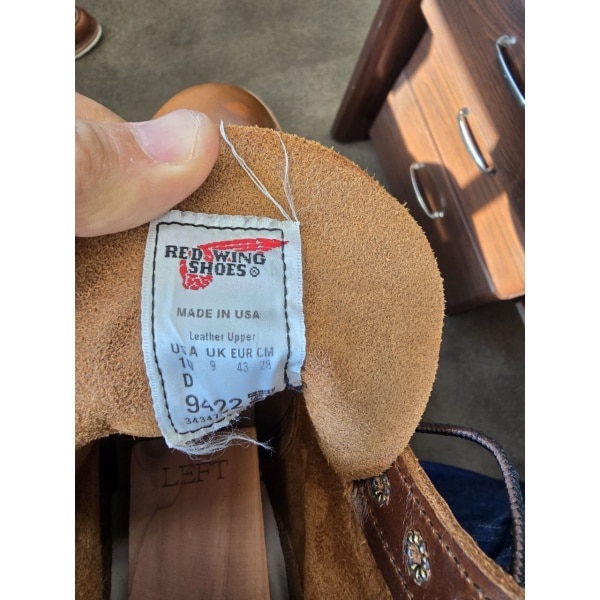 RED WING
SHOES®
MADE IN USA
Leather Upper
USA UK EUR CM
10 9 43 28
D
9422
LEFT